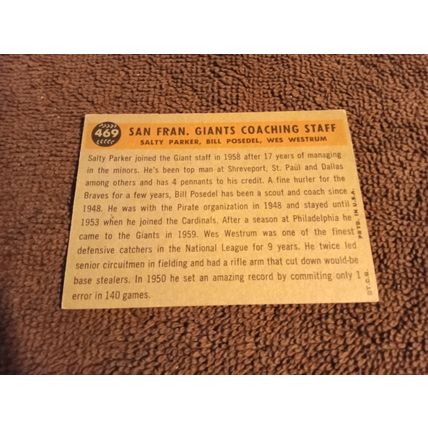 469
SAN FRAN. GIANTS COACHING STAFF
SALTY PARKER, BILL POSEDEL, WES WESTRUM
Salty Parker joined the Giant staff in 1958 after 17 years of managing
in the minors. He's been top man at Shreveport, St. Paul and Dallas
among others and has 4 pennants to his credit. A fine hurler for the
Braves for a few years, Bill Posedel has been a scout and coach since
1948. He was with the Pirate organization in 1948 and stayed until
1953 when he joined the Cardinals. After a season at Philadelphia he
came to the Giants in 1959. Wes Westrum was one of the finest
defensive catchers in the National League for 9 years. He twice led
senior circuitmen in fielding and had a rifle arm that cut down would-be
base stealers. In 1950 he set an amazing record by commiting only 1
error in 140 games.
©T.C.G. PRTD. IN U.S.A.